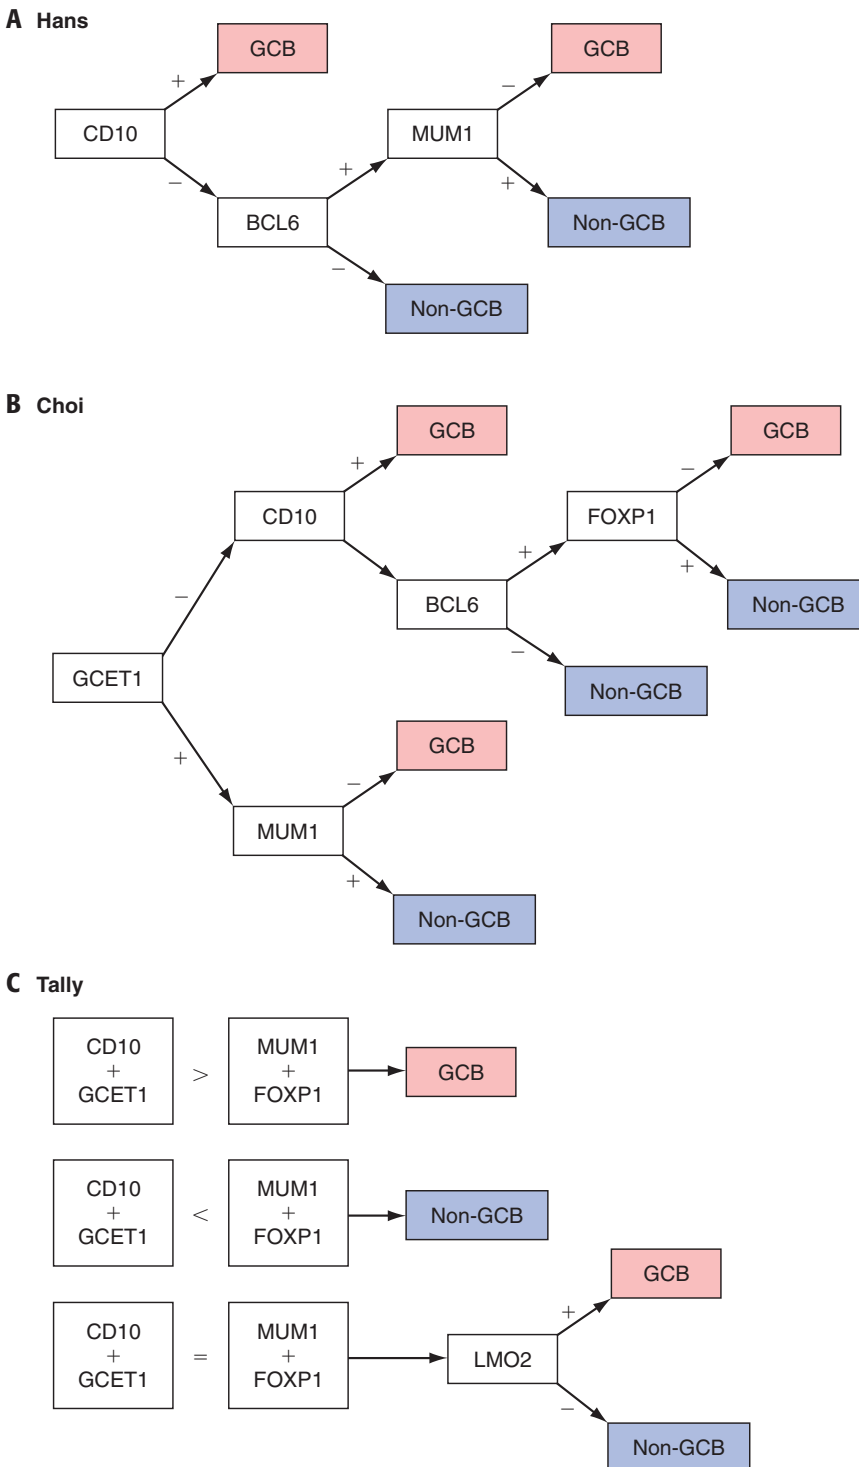 A Hans
GCB
GCB
+
−
CD10
MUM1
−
+
+
BCL6
Non-GCB
−
Non-GCB
B Choi
GCB
GCB
+
−
CD10
FOXP1
+
+
−
BCL6
Non-GCB
−
GCET1
Non-GCB
GCB
+
−
MUM1
+
Non-GCB
C Tally
CD10
+
GCET1
>
MUM1
+
FOXP1
GCB
CD10
+
GCET1
<
MUM1
+
FOXP1
Non-GCB
GCB
CD10
+
GCET1
=
MUM1
+
FOXP1
+
LMO2
−
Non-GCB